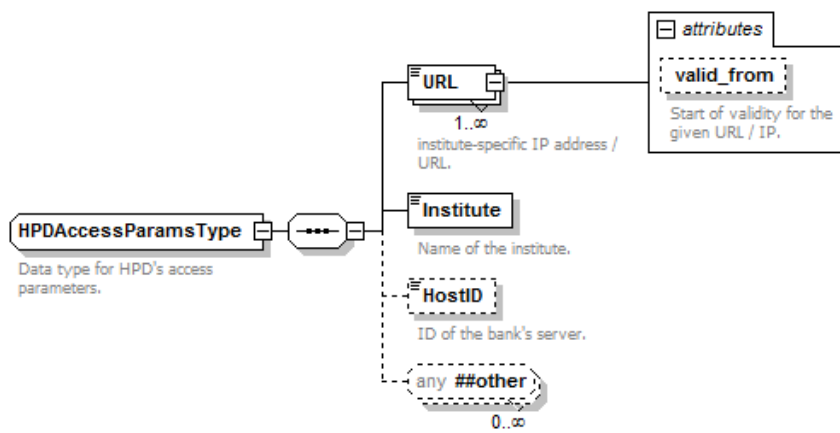 attributes
valid_from
Start of validity for the
given URL / IP.
URL
1..∞
institute-specific IP address /
URL.
HPDAccessParamsType
Data type for HPD's access
parameters.
Institute
Name of the institute.
HostID
ID of the bank's server.
any ##other
0..∞